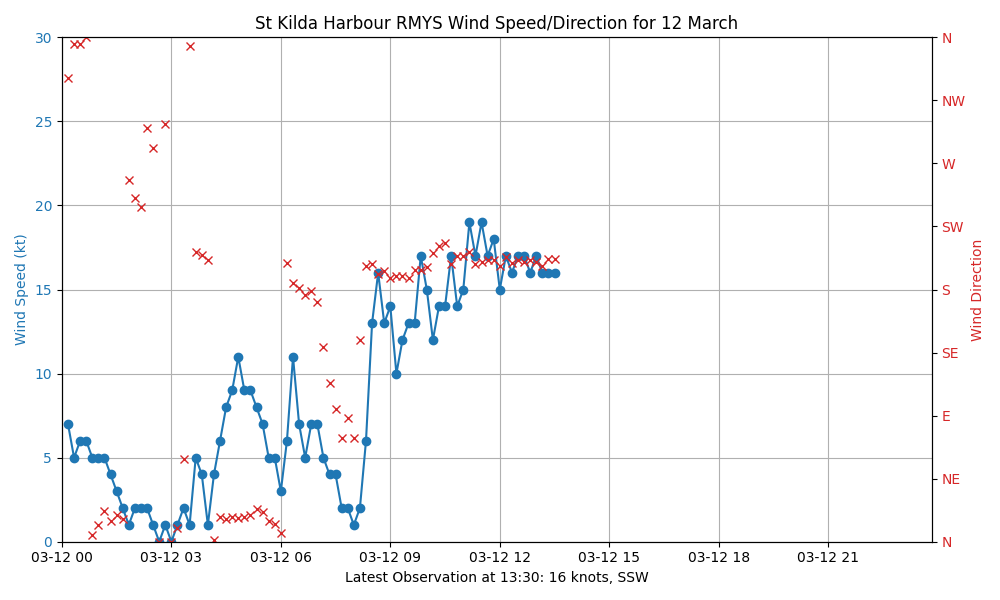 St Kilda Harbour RMYS Wind Speed/Direction for 12 March
30
25
20
15
10
5
0
Wind Speed (kt)
N
NW
W
SW
S
SE
E
NE
N
Wind Direction
03-12 00
03-12 03
03-12 06
03-12 09
03-12 12
03-12 15
03-12 18
03-12 21
Latest Observation at 13:30: 16 knots, SSW